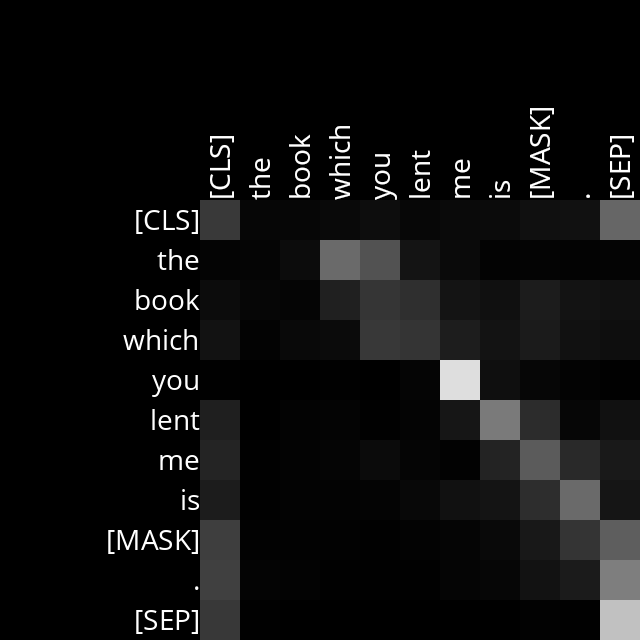 [CLS] the book which you lent me is [MASK] . [SEP]
[CLS]
the
book
which
you
lent
me
is
[MASK]
.
[SEP]